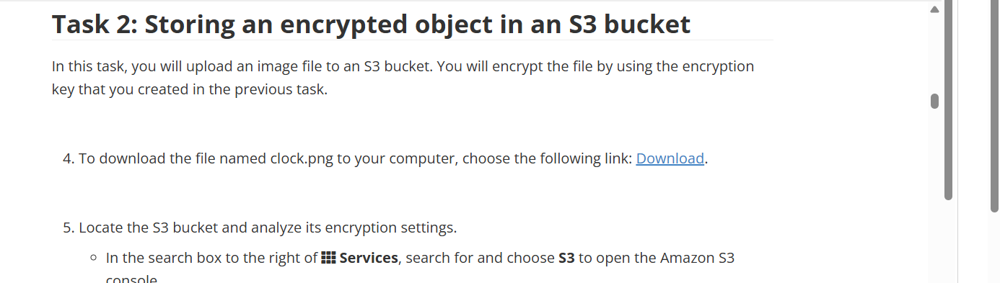 Task 2: Storing an encrypted object in an S3 bucket
In this task, you will upload an image file to an S3 bucket. You will encrypt the file by using the encryption
key that you created in the previous task.
4. To download the file named clock.png to your computer, choose the following link: Download.
5. Locate the S3 bucket and analyze its encryption settings.
In the search box to the right of Services, search for and choose S3 to open the Amazon S3
console